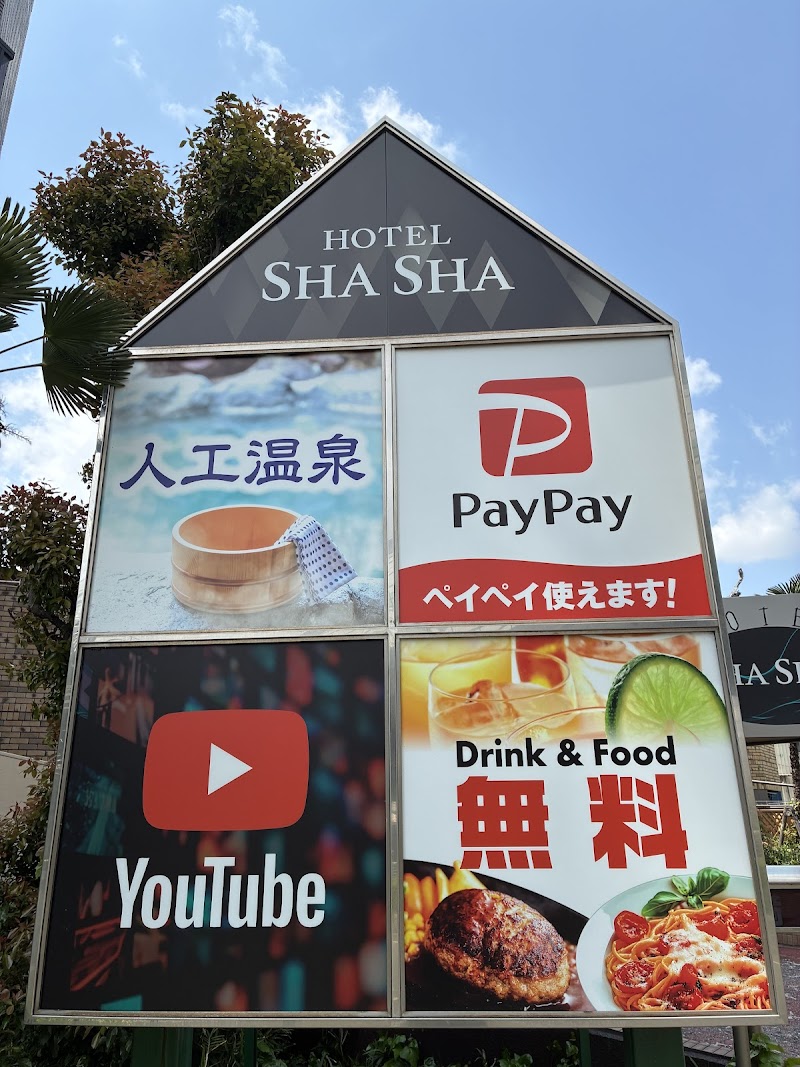 HOTEL
SHA SHA
人工温泉
PayPay
ペイペイ使えます!
YouTube
Drink & Food
無料